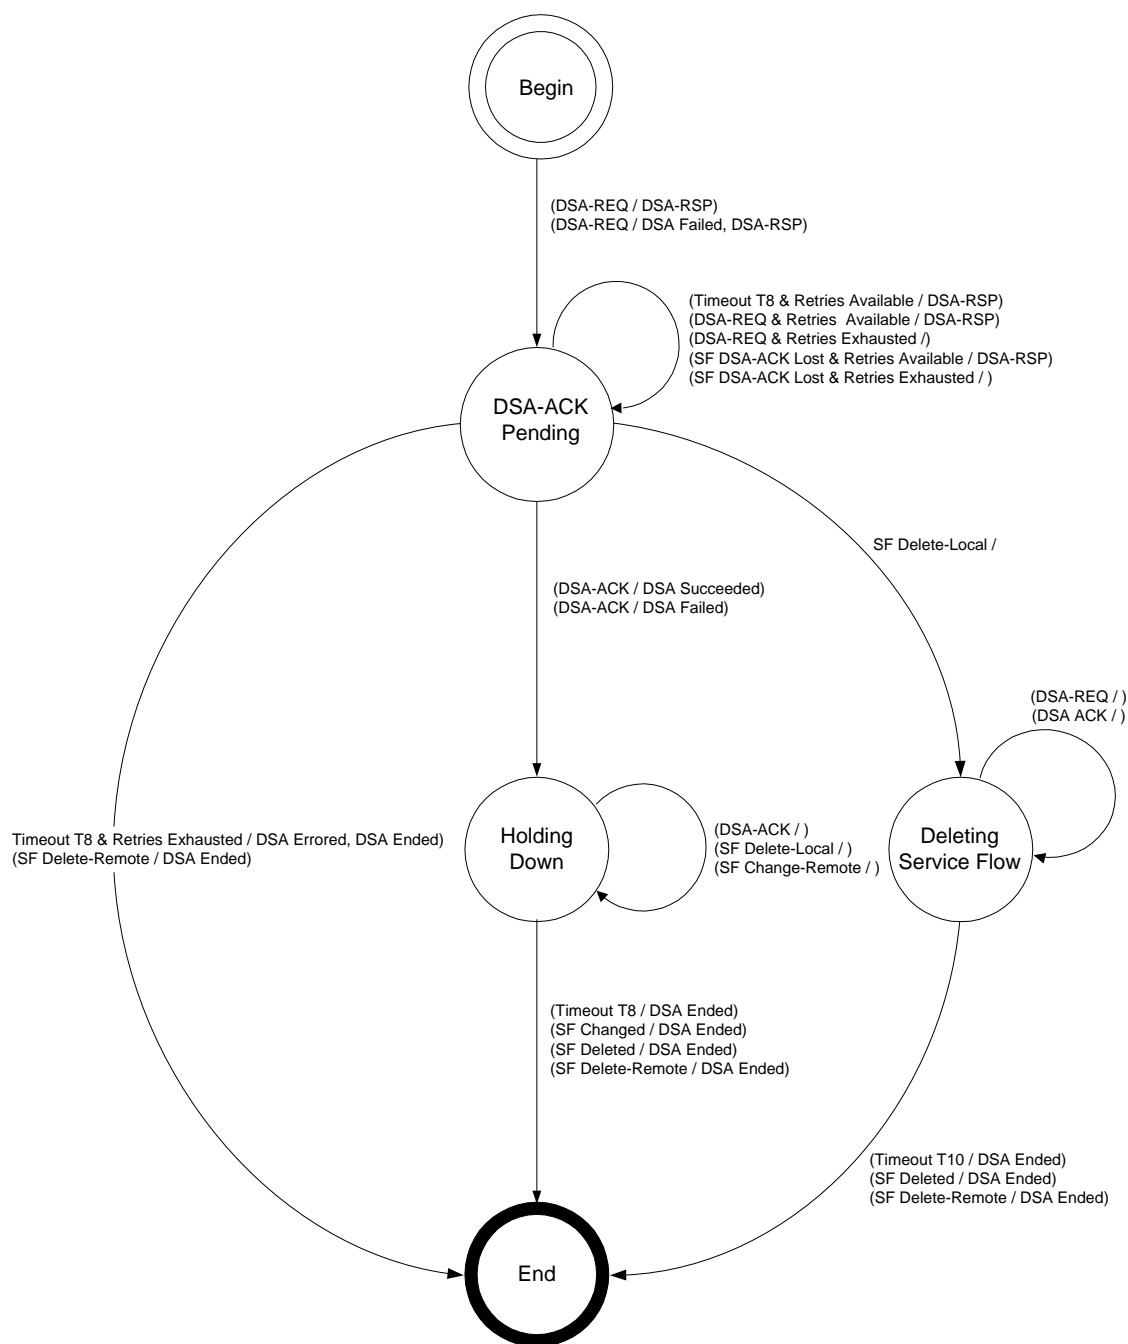 Begin
(DSA-REQ / DSA-RSP)
(DSA-REQ / DSA Failed, DSA-RSP)
(Timeout T8 & Retries Available / DSA-RSP)
(DSA-REQ & Retries  Available / DSA-RSP)
(DSA-REQ & Retries Exhausted /)
(SF DSA-ACK Lost & Retries Available / DSA-RSP)
(SF DSA-ACK Lost & Retries Exhausted / )
DSA-ACK
Pending
SF Delete-Local /
(DSA-ACK / DSA Succeeded)
(DSA-ACK / DSA Failed)
(DSA-REQ / )
(DSA ACK / )
Timeout T8 & Retries Exhausted / DSA Errored, DSA Ended)
(SF Delete-Remote / DSA Ended)
Holding
Down
(DSA-ACK / )
(SF Delete-Local / )
(SF Change-Remote / )
Deleting
Service Flow
(Timeout T8 / DSA Ended)
(SF Changed / DSA Ended)
(SF Deleted / DSA Ended)
(SF Delete-Remote / DSA Ended)
(Timeout T10 / DSA Ended)
(SF Deleted / DSA Ended)
(SF Delete-Remote / DSA Ended)
End